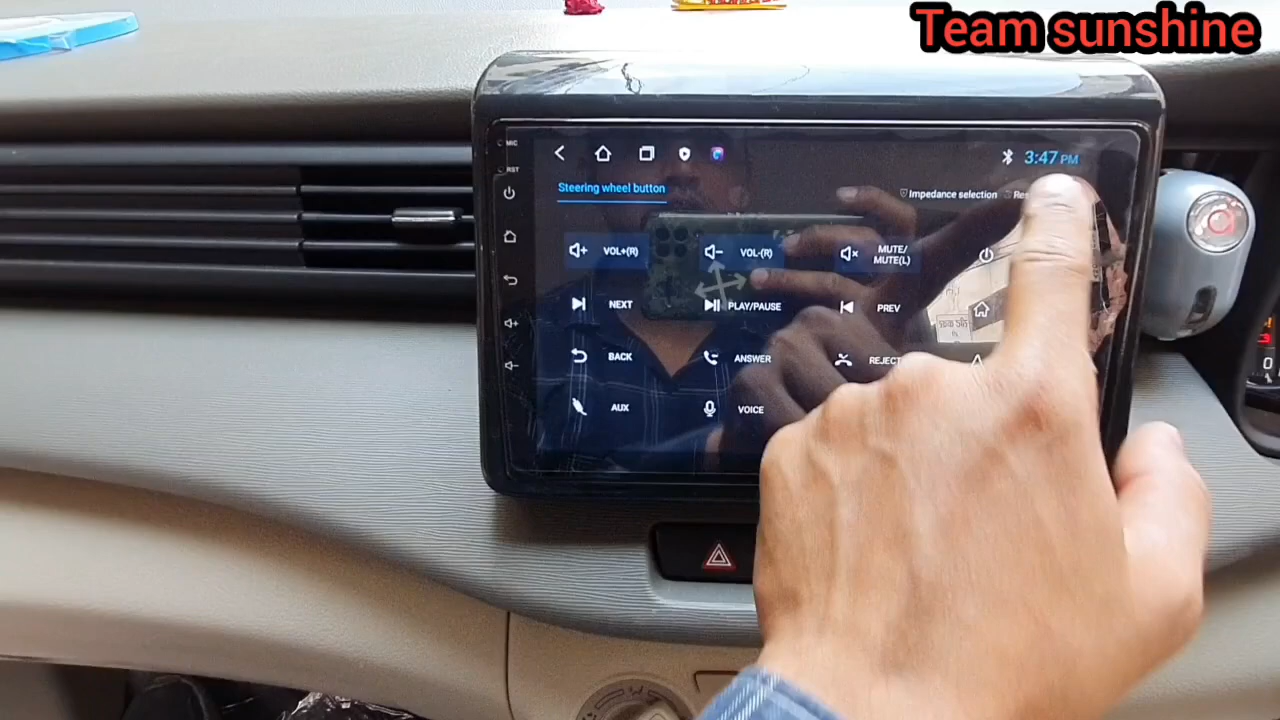 Team sunshine
MIC
RST
3:47 PM
Steering wheel button
Impedance selection
VOL+(R)
VOL-(R)
MUTE/
MUTE(L)
NEXT
PLAY/PAUSE
PREV
BACK
ANSWER
REJECT
AUX
VOICE